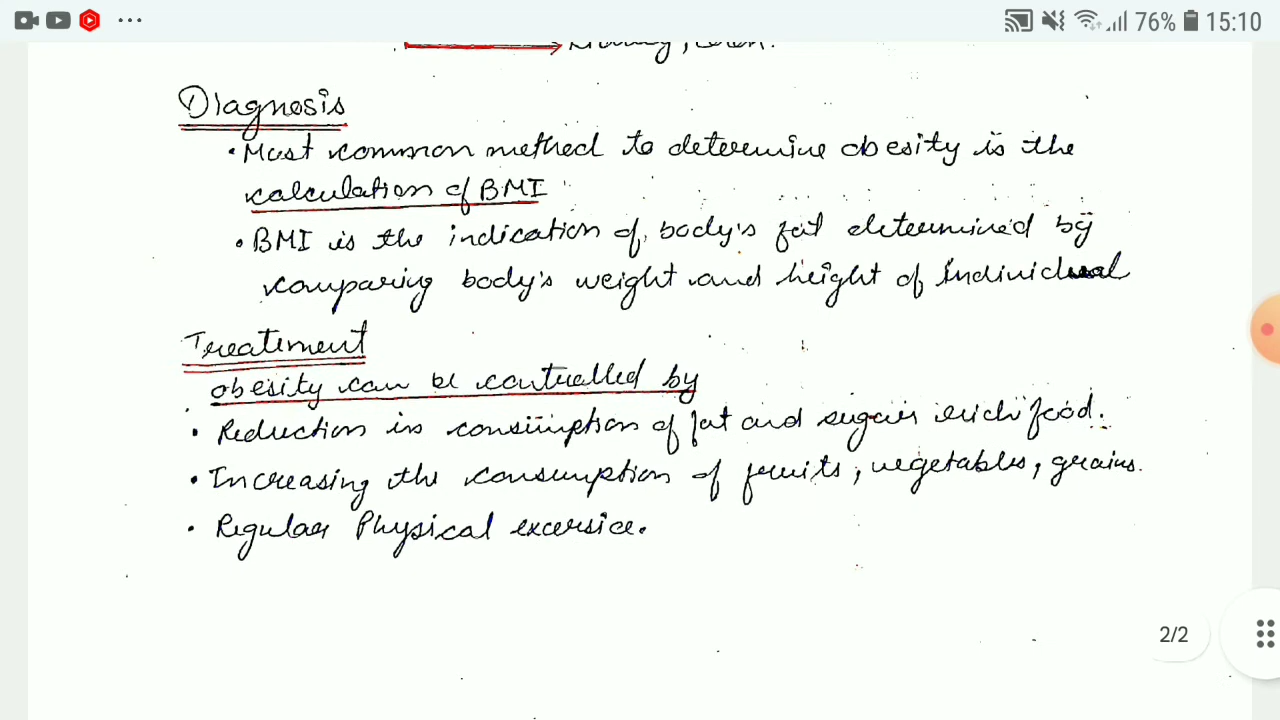 76% 15:10
Diagnosis
• Most common method to determine obesity is the
calculation of BMI
• BMI is the indication of body's fat determined by
comparing body's weight and height of individual
Treatement
obesity can be controlled by
• Reduction in consumption of fat and sugar rich food.
• Increasing the consumption of fruits, vegetables, grains.
• Regular Physical excersice.
2/2